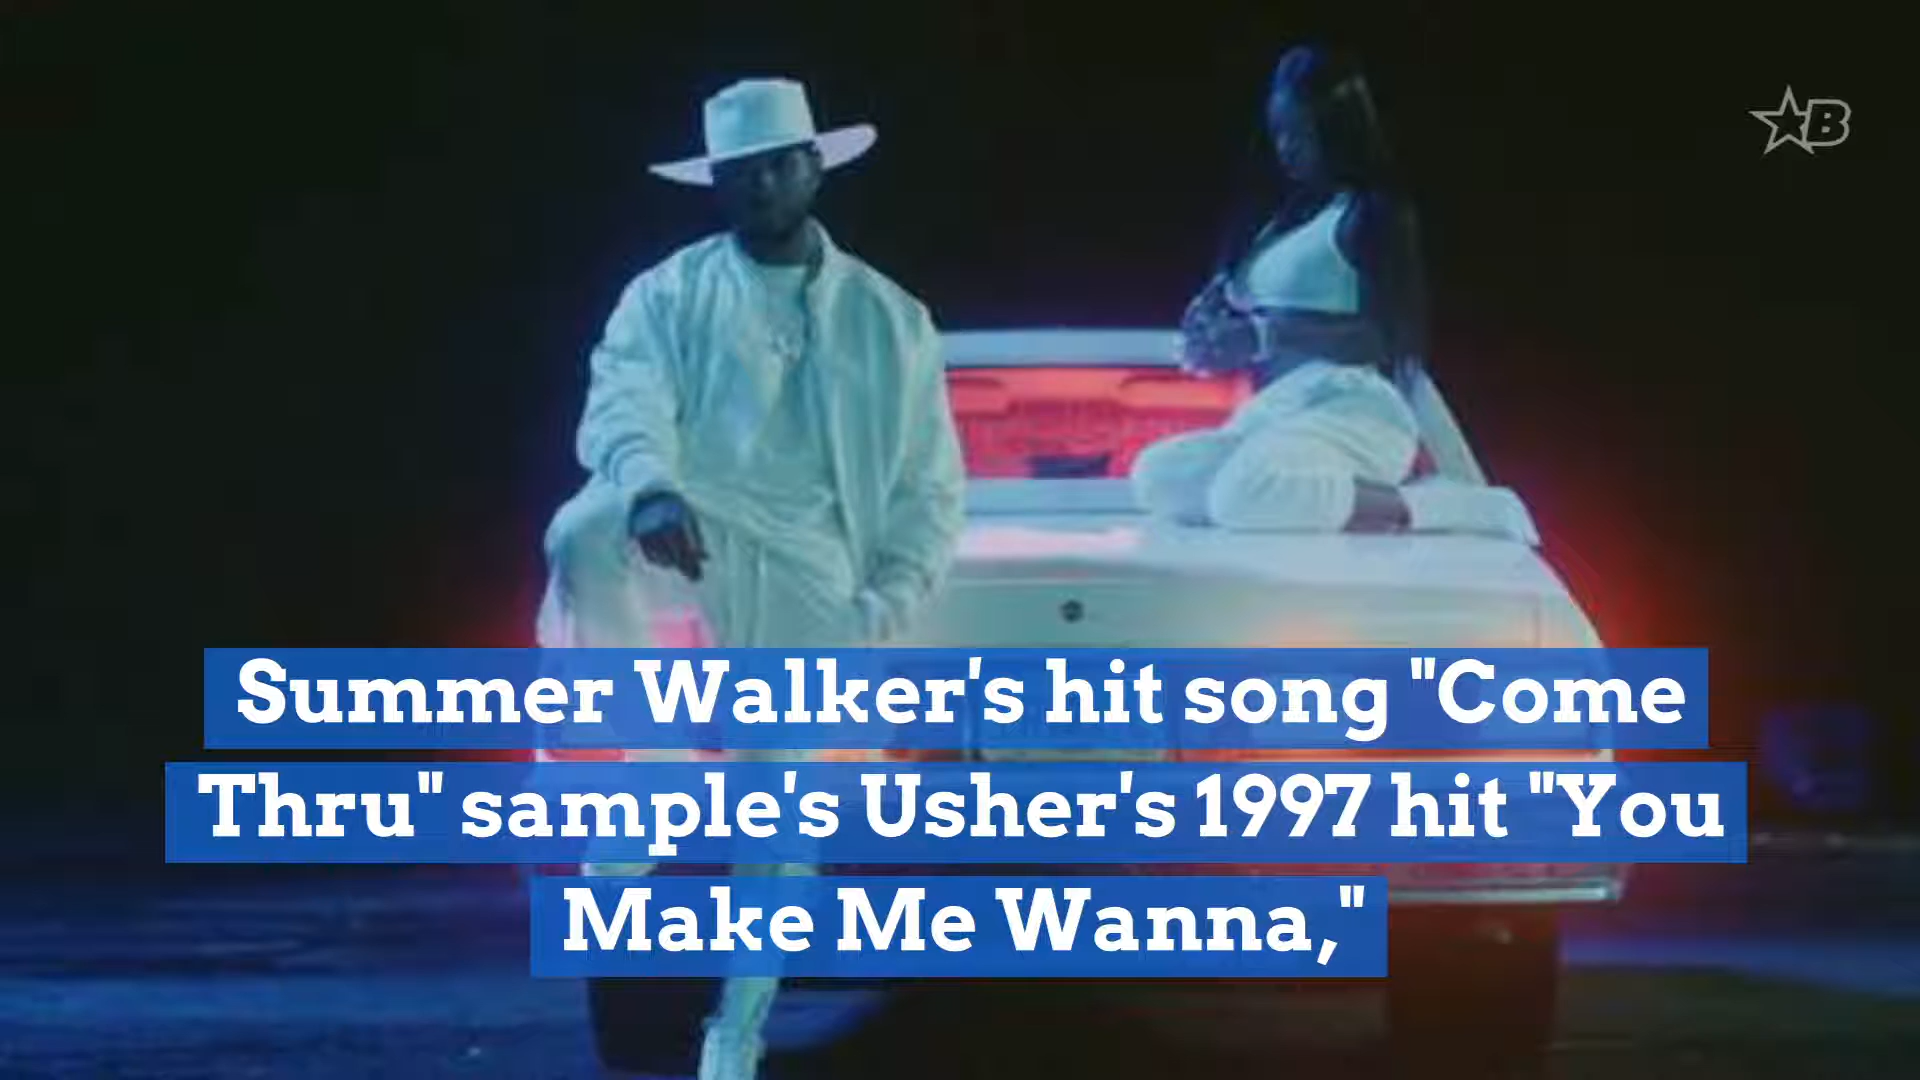 B
Summer Walker's hit song "Come
Thru" sample's Usher's 1997 hit "You
Make Me Wanna,"